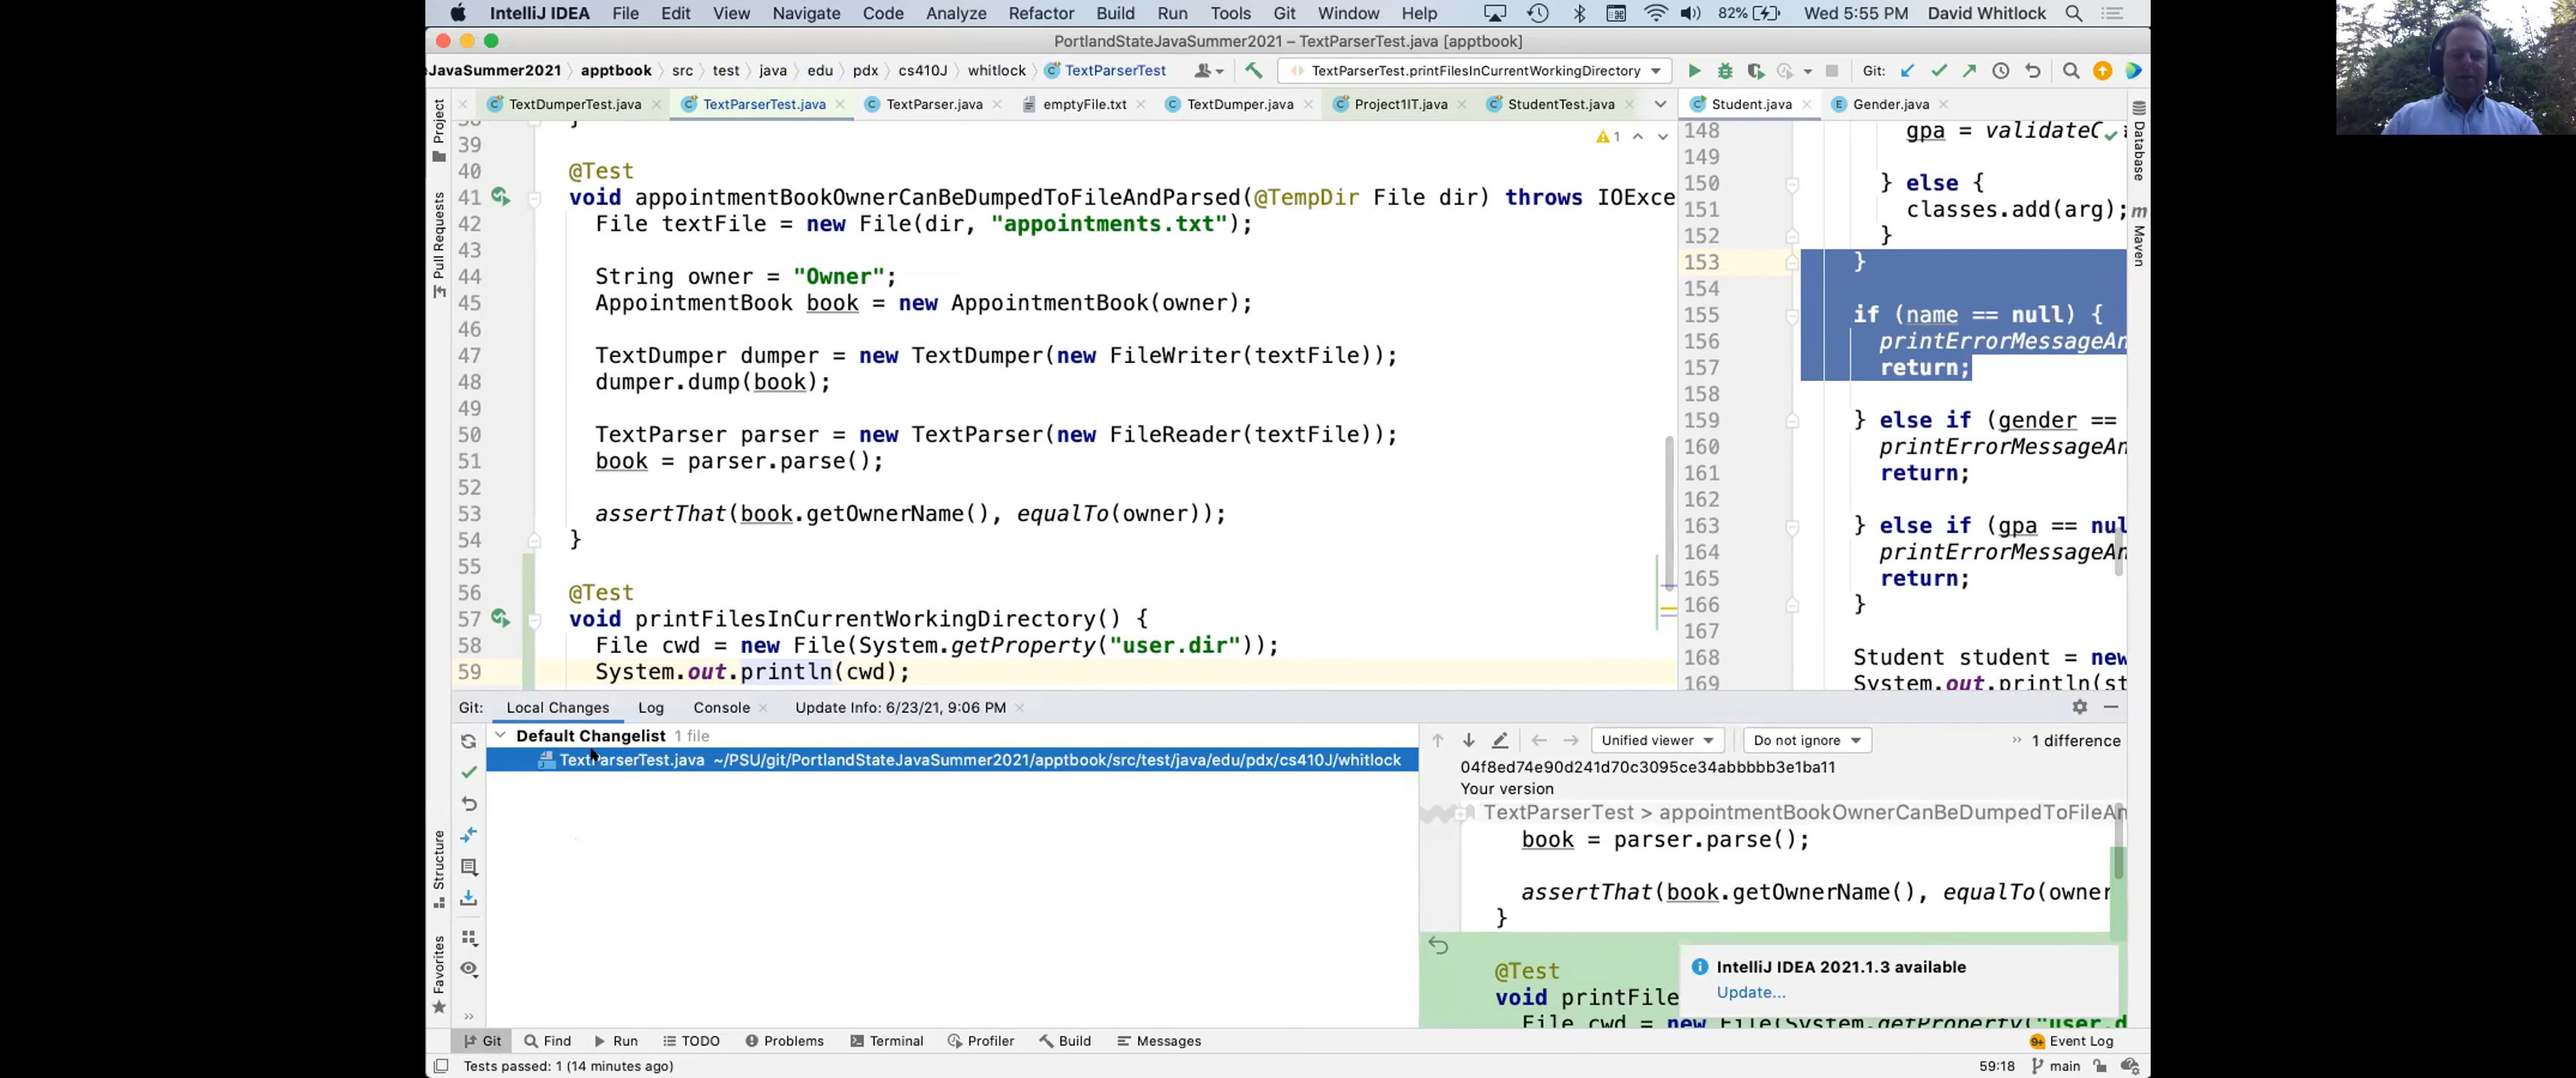 IntelliJ IDEA File Edit View Navigate Code Analyze Refactor Build Run Tools Git Window Help 82% Wed 5:55 PM David Whitlock
PortlandStateJavaSummer2021 – TextParserTest.java [apptbook]
JavaSummer2021 apptbook src test java edu pdx cs410J whitlock TextParserTest TextParserTest.printFilesInCurrentWorkingDirectory Git:
TextDumperTest.java TextParserTest.java TextParser.java emptyFile.txt TextDumper.java Project1IT.java StudentTest.java Student.java Gender.java
Project
Pull Requests
Structure
Favorites
Database
m Maven
1
39
40 @Test
41 void appointmentBookOwnerCanBeDumpedToFileAndParsed(@TempDir File dir) throws IOExce
42 File textFile = new File(dir, "appointments.txt");
43
44 String owner = "Owner";
45 AppointmentBook book = new AppointmentBook(owner);
46
47 TextDumper dumper = new TextDumper(new FileWriter(textFile));
48 dumper.dump(book);
49
50 TextParser parser = new TextParser(new FileReader(textFile));
51 book = parser.parse();
52
53 assertThat(book.getOwnerName(), equalTo(owner));
54 }
55
56 @Test
57 void printFilesInCurrentWorkingDirectory() {
58 File cwd = new File(System.getProperty("user.dir"));
59 System.out.println(cwd);
148 gpa = validateC
149
150 } else {
151 classes.add(arg);
152 }
153 }
154
155 if (name == null) {
156 printErrorMessageAn
157 return;
158
159 } else if (gender ==
160 printErrorMessageAn
161 return;
162
163 } else if (gpa == nul
164 printErrorMessageAn
165 return;
166 }
167
168 Student student = new
169 System.out.println(st
Git: Local Changes Log Console Update Info: 6/23/21, 9:06 PM
Default Changelist 1 file
TextParserTest.java ~/PSU/git/PortlandStateJavaSummer2021/apptbook/src/test/java/edu/pdx/cs410J/whitlock
Unified viewer Do not ignore 1 difference
04f8ed74e90d241d70c3095ce34abbbbb3e1ba11
Your version
TextParserTest > appointmentBookOwnerCanBeDumpedToFileAn
book = parser.parse();
assertThat(book.getOwnerName(), equalTo(owner
}
@Test
void printFile
File cwd = new File(System.getProperty("user.d
IntelliJ IDEA 2021.1.3 available
Update...
Git Find Run TODO Problems Terminal Profiler Build Messages 9+ Event Log
Tests passed: 1 (14 minutes ago) 59:18 main